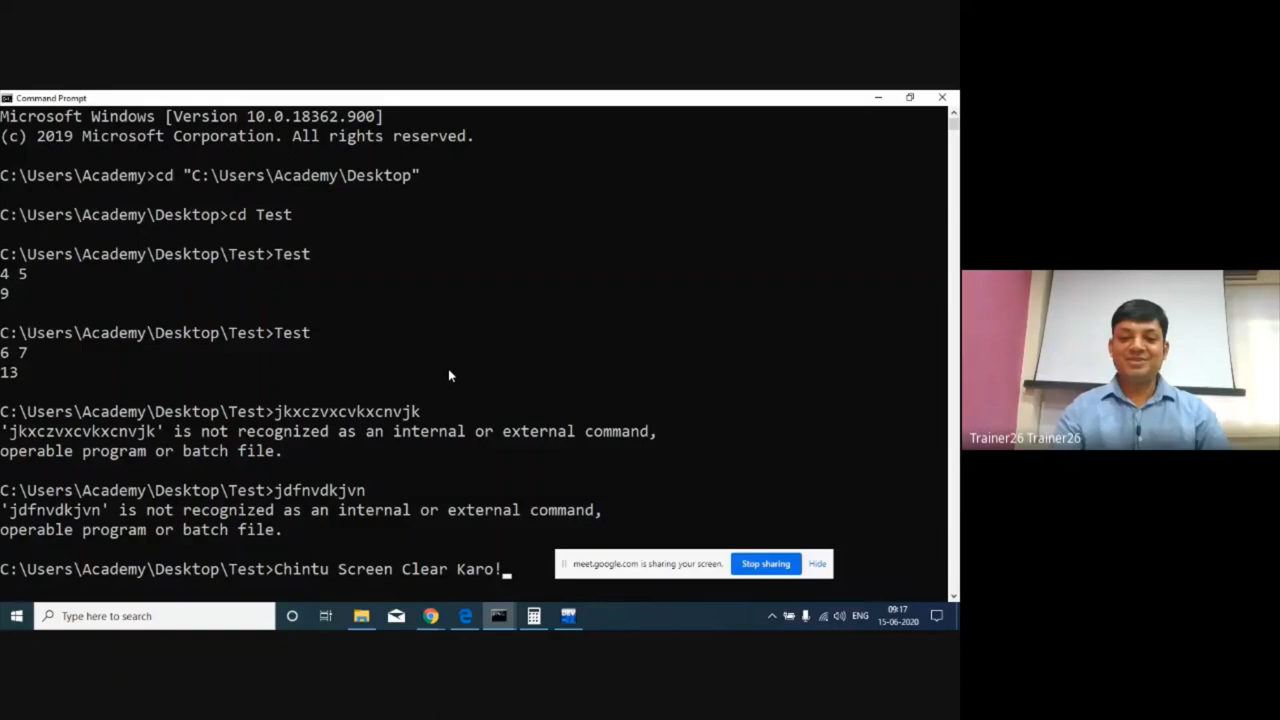 Command Prompt
Microsoft Windows [Version 10.0.18362.900]
(c) 2019 Microsoft Corporation. All rights reserved.
C:\Users\Academy>cd "C:\Users\Academy\Desktop"
C:\Users\Academy\Desktop>cd Test
C:\Users\Academy\Desktop\Test>Test
4 5
9
C:\Users\Academy\Desktop\Test>Test
6 7
13
C:\Users\Academy\Desktop\Test>jkxczvxcvkxcnvjk
'jkxczvxcvkxcnvjk' is not recognized as an internal or external command,
operable program or batch file.
C:\Users\Academy\Desktop\Test>jdfnvdkjvn
'jdfnvdkjvn' is not recognized as an internal or external command,
operable program or batch file.
C:\Users\Academy\Desktop\Test>Chintu Screen Clear Karo!_
meet.google.com is sharing your screen. Stop sharing Hide
Type here to search
ENG
09:17
15-06-2020
Trainer26 Trainer26